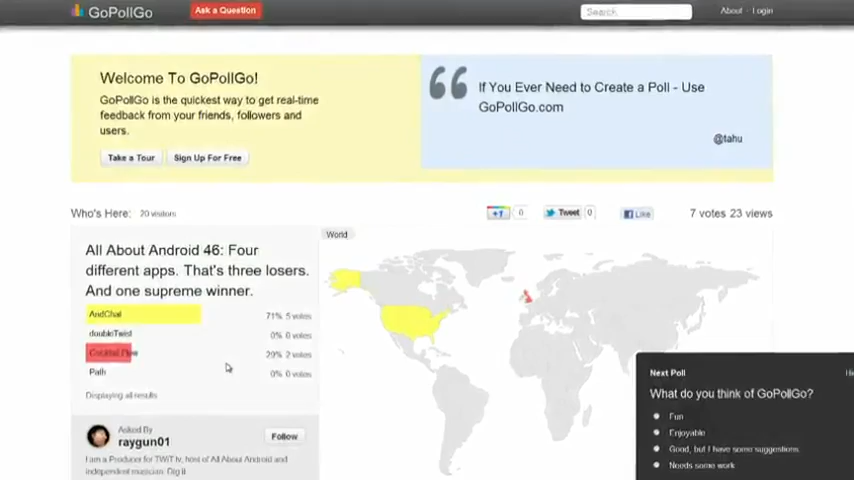 GoPollGo
Ask a Question
Search.
About · Login
Welcome To GoPollGo!
GoPollGo is the quickest way to get real-time
feedback from your friends, followers and
users.
Take a Tour
Sign Up For Free
If You Ever Need to Create a Poll - Use
GoPollGo.com
@tahu
Who's Here: 20 visitors
+1 0
Tweet 0
Like
7 votes 23 views
All About Android 46: Four
different apps. That's three losers.
And one supreme winner.
AndChat 71% 5 votes
doubleTwist 0% 0 votes
Cocktail Flow 29% 2 votes
Path 0% 0 votes
Displaying all results
World
Asked By
raygun01
Follow
I am a Producer for TWiT.tv, host of All About Android and
independent musician. Dig it
Next Poll
What do you think of GoPollGo?
Fun
Enjoyable
Good, but I have some suggestions.
Needs some work